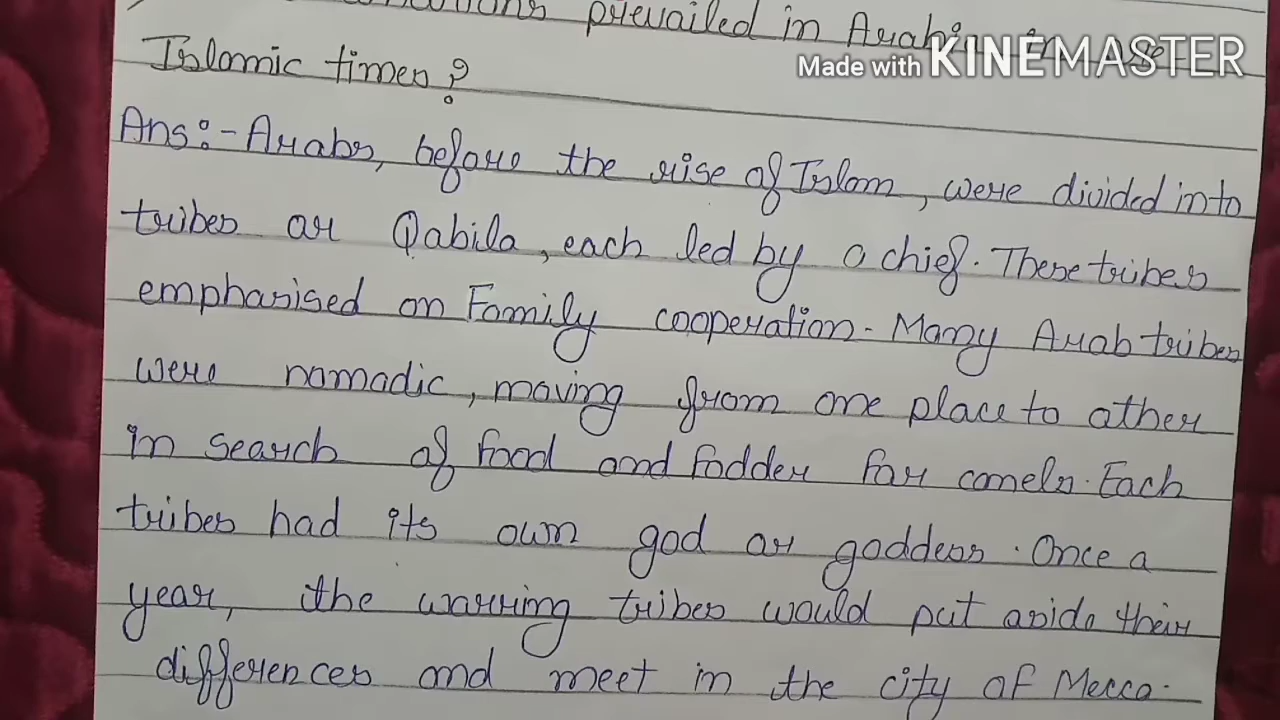 prevailed in
Made with KINEMASTER
Islamic times?
Ans:- Arabs, before the rise of Islam, were divided into
tribes or Qabila, each led by a chief. These tribes
emphasised on Family cooperation. Many Arab tribes
were nomadic, moving from one place to other
in search of food and fodder for camels. Each
tribes had its own god or goddess. Once a
year, the warring tribes would put aside their
differences and meet in the city of Mecca.